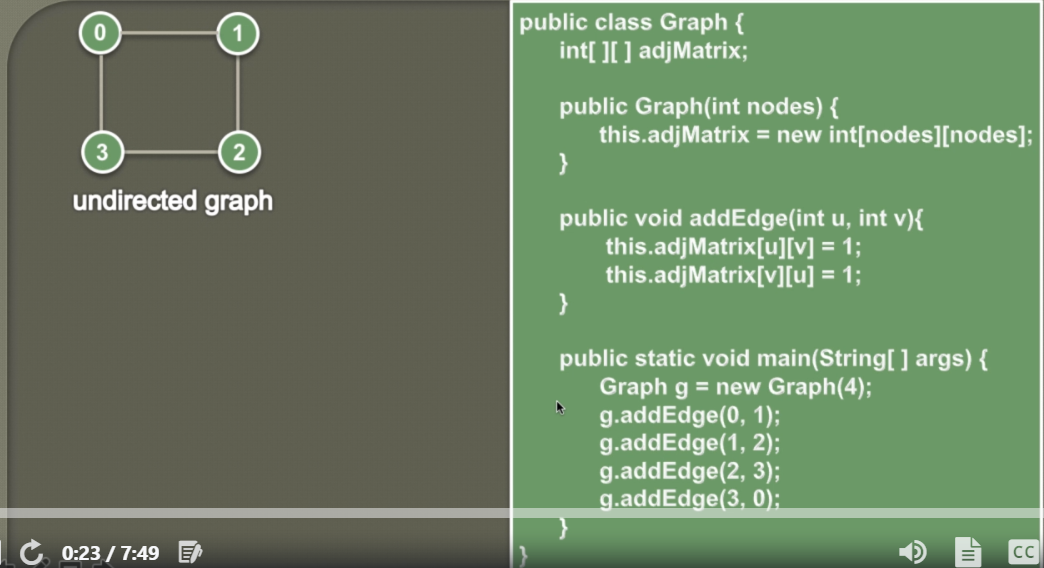 0 1
3 2
undirected graph
public class Graph {
int[ ][ ] adjMatrix;
public Graph(int nodes) {
this.adjMatrix = new int[nodes][nodes];
}
public void addEdge(int u, int v){
this.adjMatrix[u][v] = 1;
this.adjMatrix[v][u] = 1;
}
public static void main(String[ ] args) {
Graph g = new Graph(4);
g.addEdge(0, 1);
g.addEdge(1, 2);
g.addEdge(2, 3);
g.addEdge(3, 0);
}
}
0:23 / 7:49
CC